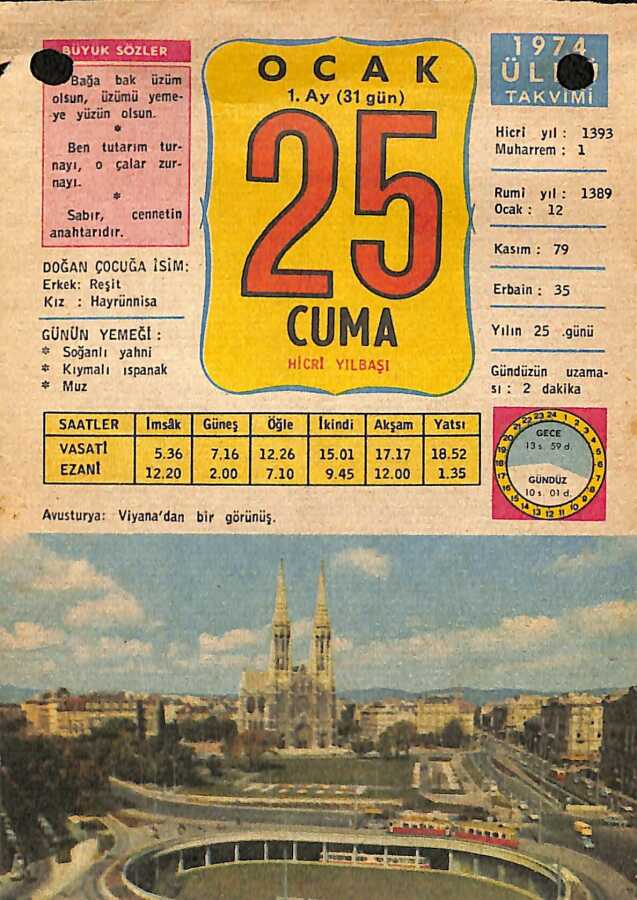 BÜYÜK SÖZLER
Bağa bak üzüm
olsun, üzümü yeme-
ye yüzün olsun.
*
Ben tutarım tur-
nayı, o çalar zur-
nayı.
*
Sabır, cennetin
anahtarıdır.
DOĞAN ÇOCUĞA İSİM:
Erkek: Reşit
Kız : Hayrünnisa
GÜNÜN YEMEĞİ :
* Soğanlı yahni
* Kıymalı ıspanak
* Muz
OCAK
1. Ay (31 gün)
25
CUMA
HİCRİ YILBAŞI
1974
TAKVİMİ
Hicri yıl : 1393
Muharrem : 1
Rumi yıl : 1389
Ocak : 12
Kasım : 79
Erbain : 35
Yılın 25 .günü
Gündüzün uzama-
sı : 2 dakika
SAATLER İmsâk Güneş Öğle İkindi Akşam Yatsı
VASATİ 5.36 7.16 12.26 15.01 17.17 18.52
EZANİ 12.20 2.00 7.10 9.45 12.00 1.35
GECE
13 s. 59 d.
GÜNDÜZ
10 s. 01 d.
Avusturya: Viyana'dan bir görünüş.